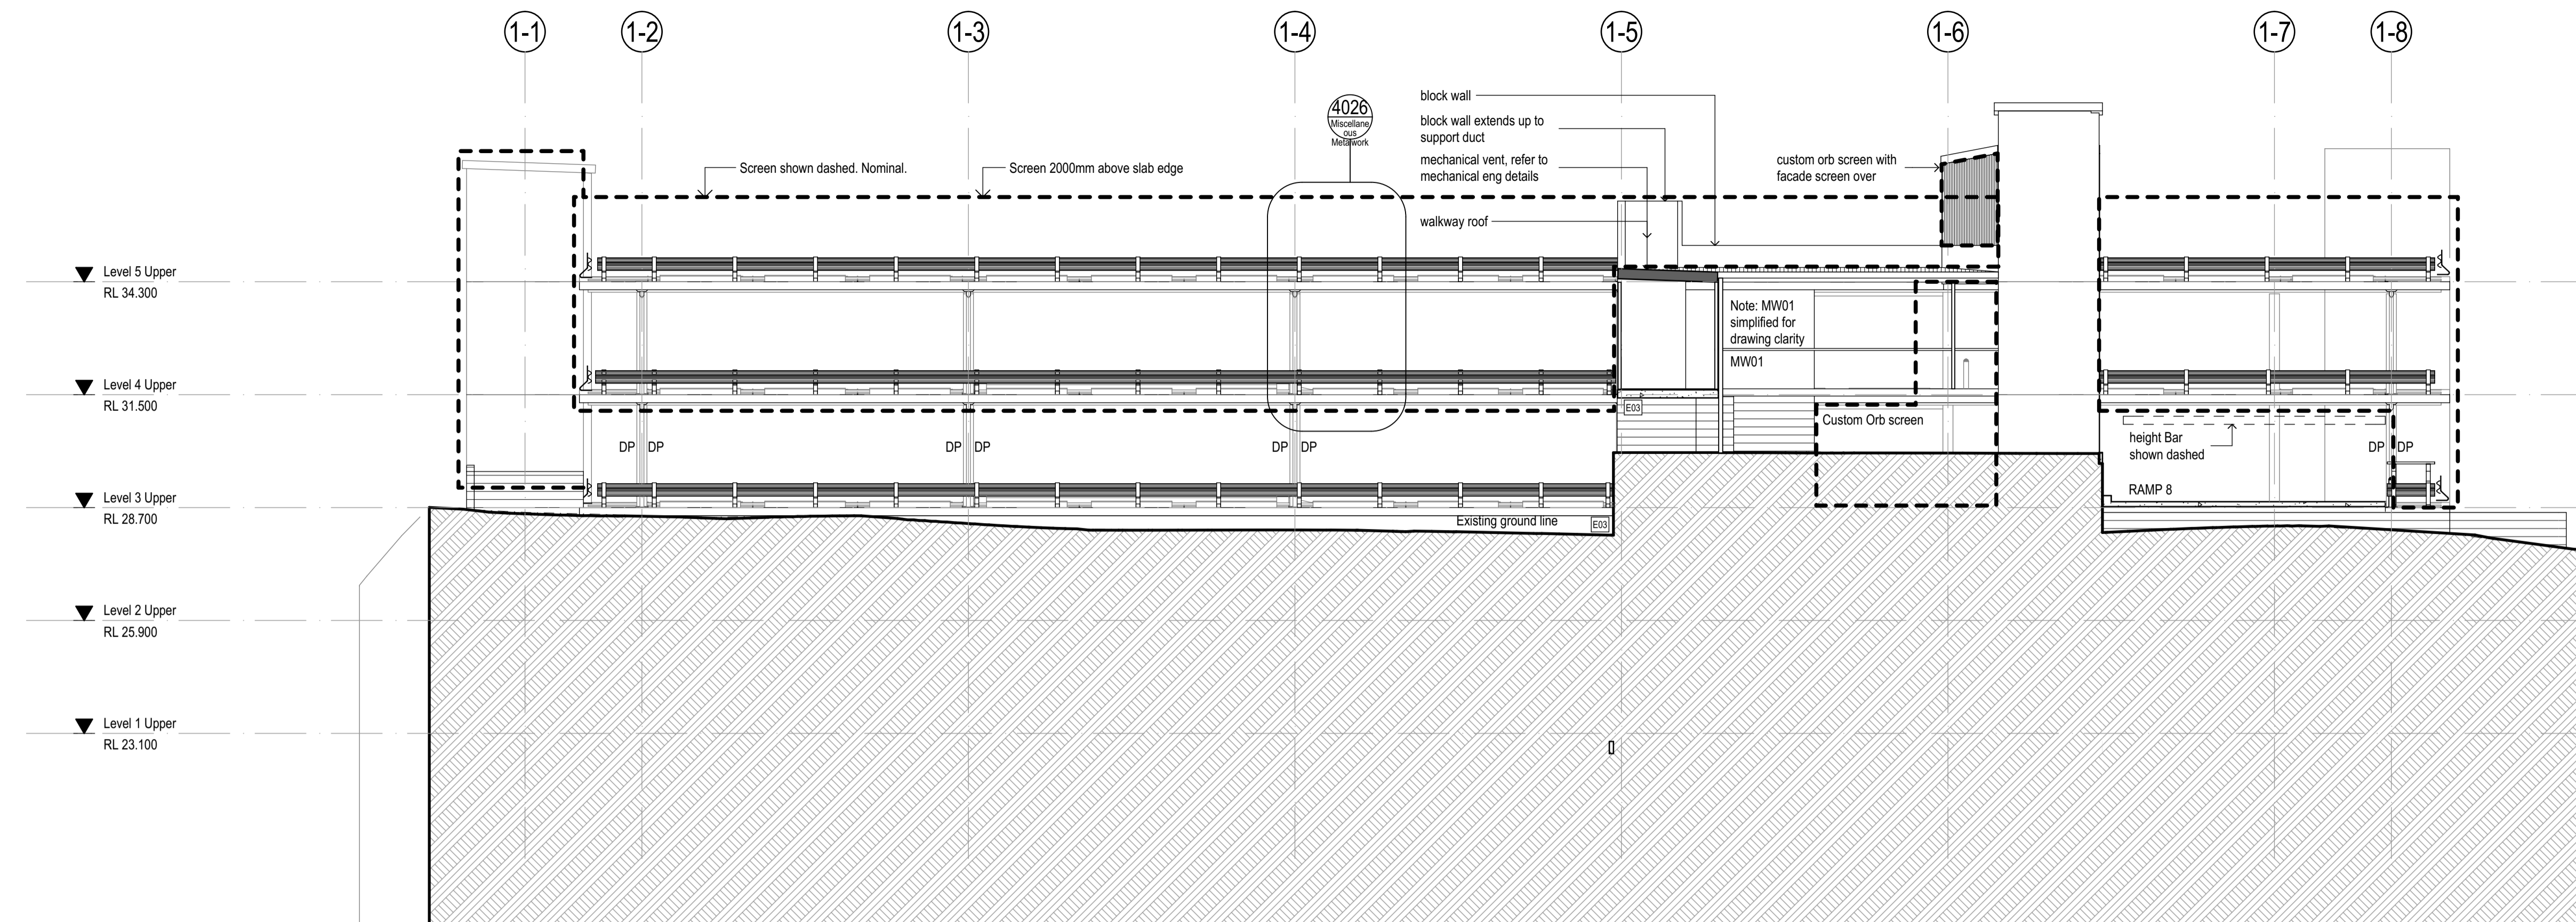 1-1
1-2
1-3
1-4
1-5
1-6
1-7
1-8
4026
Miscellane
ous
Metalwork
block wall
block wall extends up to
support duct
mechanical vent, refer to
mechanical eng details
walkway roof
custom orb screen with
facade screen over
Screen shown dashed. Nominal.
Screen 2000mm above slab edge
Level 5 Upper
RL 34.300
Note: MW01
simplified for
drawing clarity
MW01
Level 4 Upper
RL 31.500
E03
Custom Orb screen
DP DP
DP DP
DP DP
height Bar
shown dashed
DP DP
RAMP 8
Level 3 Upper
RL 28.700
Existing ground line
E03
Level 2 Upper
RL 25.900
Level 1 Upper
RL 23.100